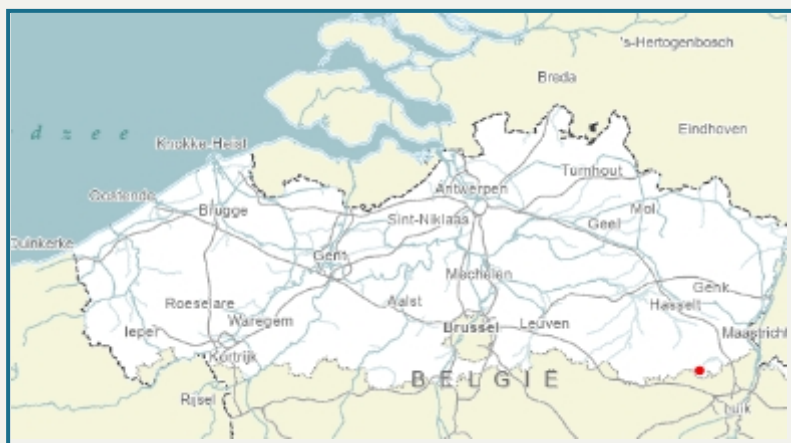 's-Hertogenbosch
Breda
dzee
Eindhoven
Knokke-Heist
Turnhout
Antwerpen
Oostende
Brugge
Sint-Niklaas
Geel
Mol
Duinkerke
Gent
Mechelen
Genk
Roeselare
Aalst
Hasselt
Ieper
Waregem
Brussel
Leuven
Maastricht
Kortrijk
BELGIË
Rijsel
Luik